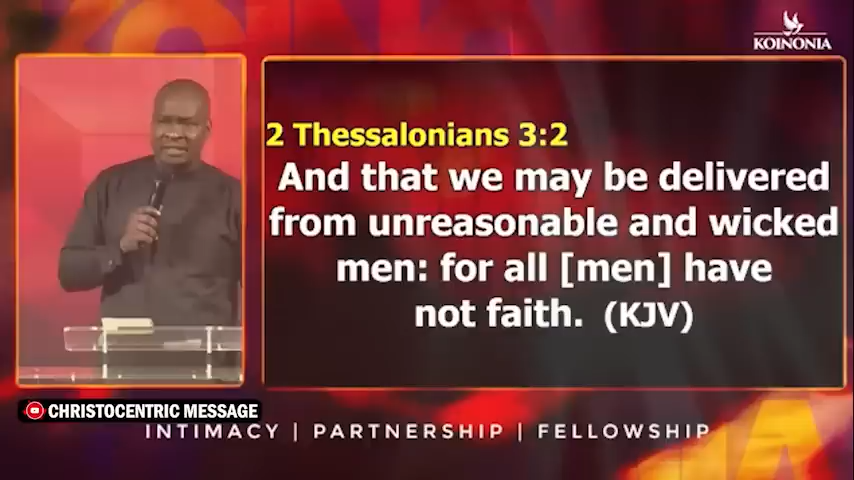 KOINONIA
2 Thessalonians 3:2
And that we may be delivered
from unreasonable and wicked
men: for all [men] have
not faith. (KJV)
CHRISTOCENTRIC MESSAGE
INTIMACY | PARTNERSHIP | FELLOWSHIP